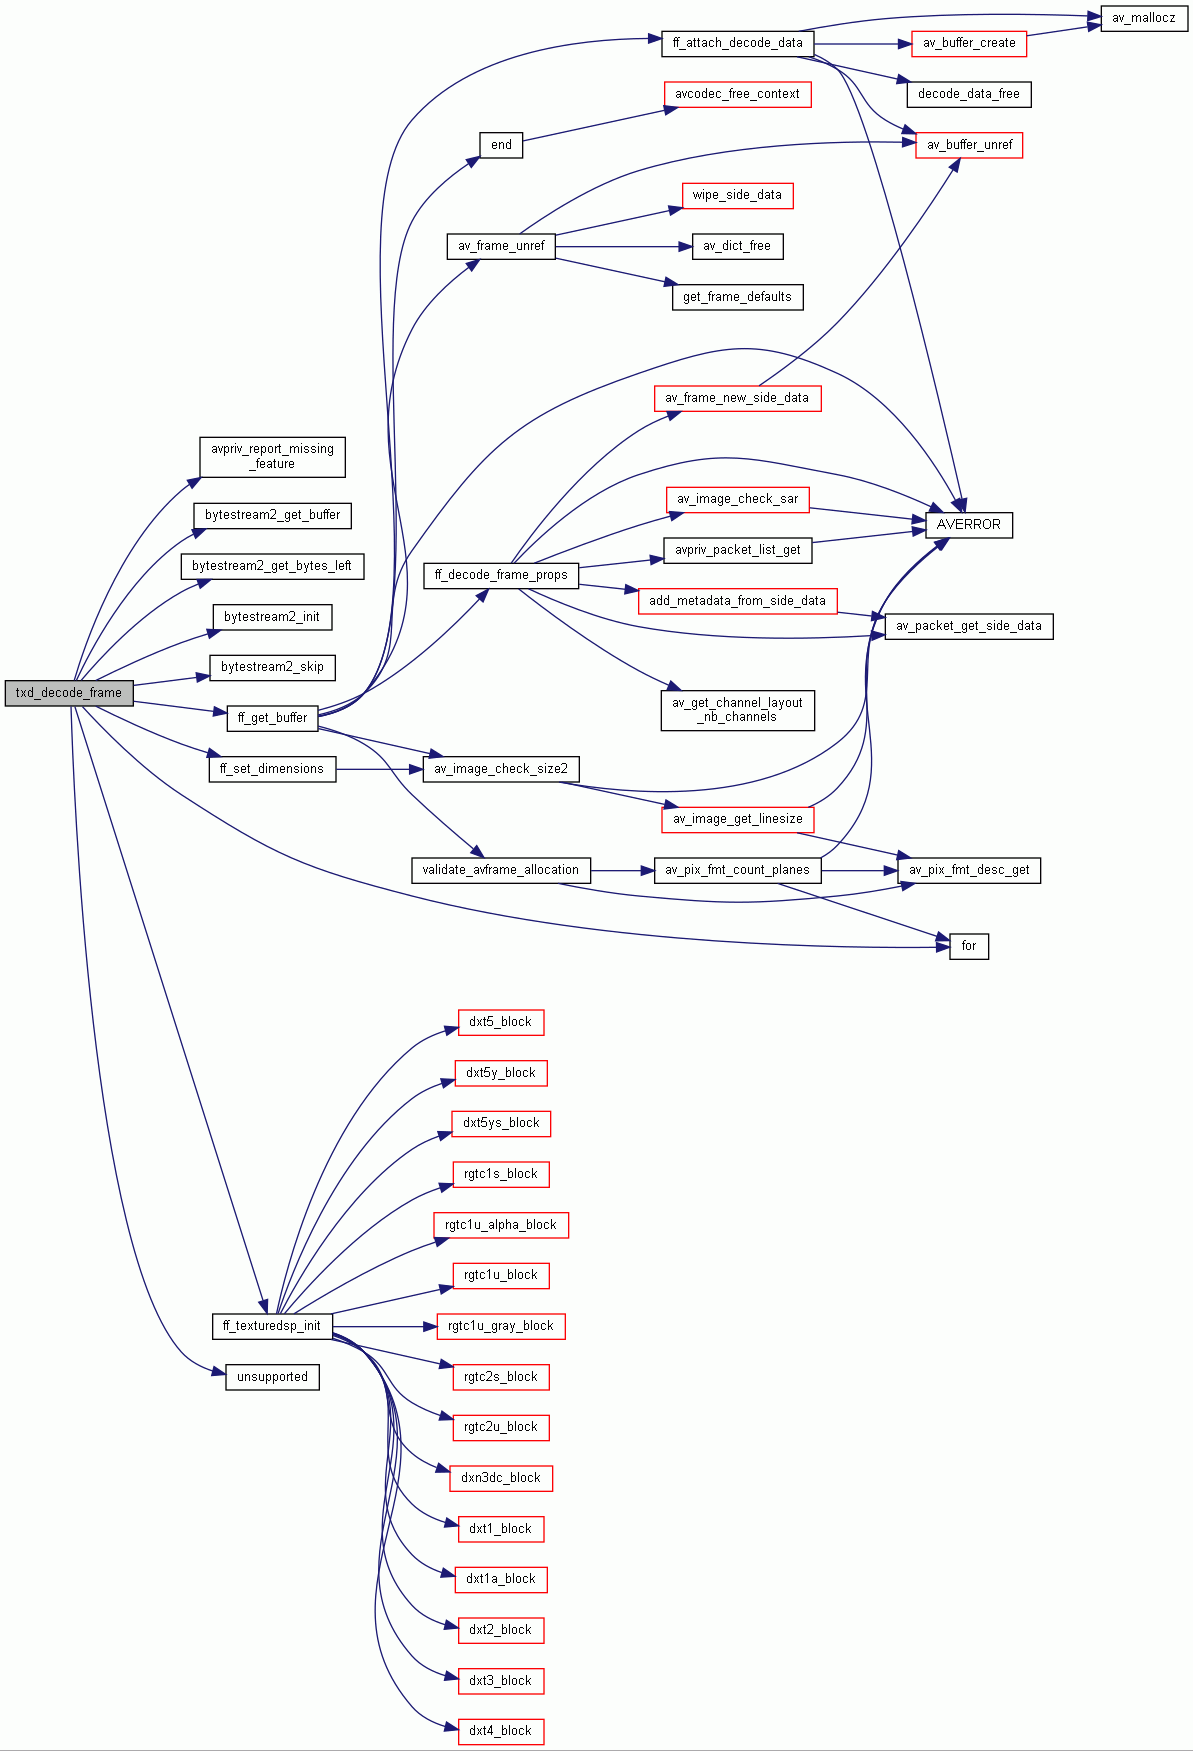 av_mallocz
ff_attach_decode_data
av_buffer_create
avcodec_free_context
decode_data_free
end
av_buffer_unref
wipe_side_data
av_frame_unref
av_dict_free
get_frame_defaults
av_frame_new_side_data
avpriv_report_missing
_feature
av_image_check_sar
bytestream2_get_buffer
AVERROR
avpriv_packet_list_get
bytestream2_get_bytes_left
ff_decode_frame_props
add_metadata_from_side_data
bytestream2_init
av_packet_get_side_data
bytestream2_skip
txd_decode_frame
av_get_channel_layout
_nb_channels
ff_get_buffer
ff_set_dimensions
av_image_check_size2
av_image_get_linesize
validate_avframe_allocation
av_pix_fmt_count_planes
av_pix_fmt_desc_get
for
dxt5_block
dxt5y_block
dxt5ys_block
rgtc1s_block
rgtc1u_alpha_block
rgtc1u_block
ff_texturedsp_init
rgtc1u_gray_block
unsupported
rgtc2s_block
rgtc2u_block
dxn3dc_block
dxt1_block
dxt1a_block
dxt2_block
dxt3_block
dxt4_block